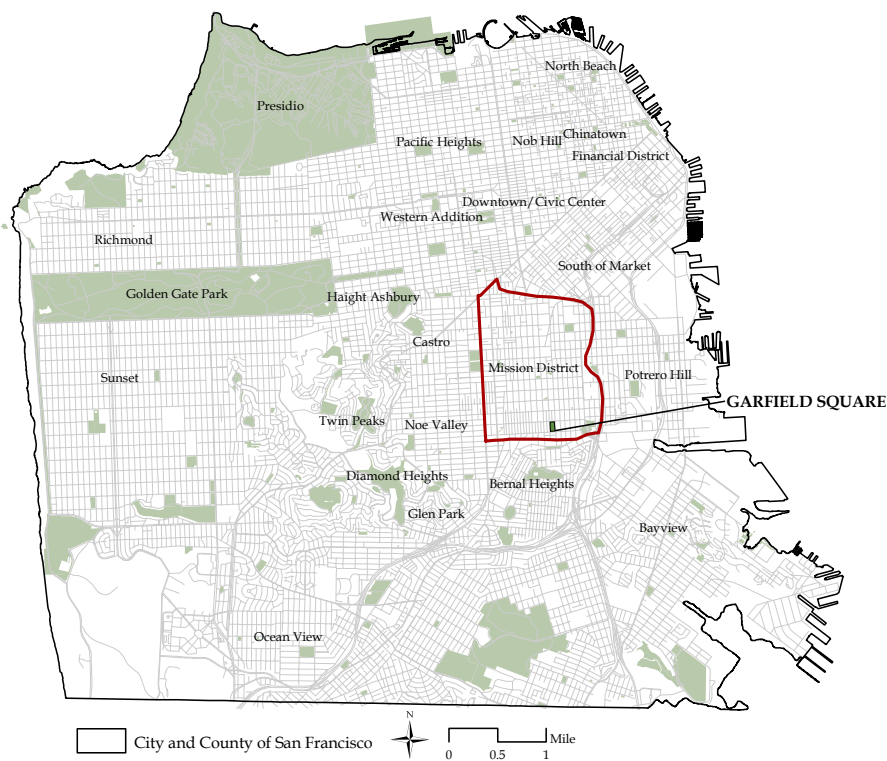 North Beach
Presidio
Chinatown
Pacific Heights
Nob Hill
Financial District
Downtown/Civic Center
Western Addition
Richmond
South of Market
Golden Gate Park
Haight Ashbury
Castro
Mission District
Sunset
Potrero Hill
GARFIELD SQUARE
Twin Peaks
Noe Valley
Diamond Heights
Bernal Heights
Glen Park
Bayview
Ocean View
N
City and County of San Francisco
Mile
0 0.5 1